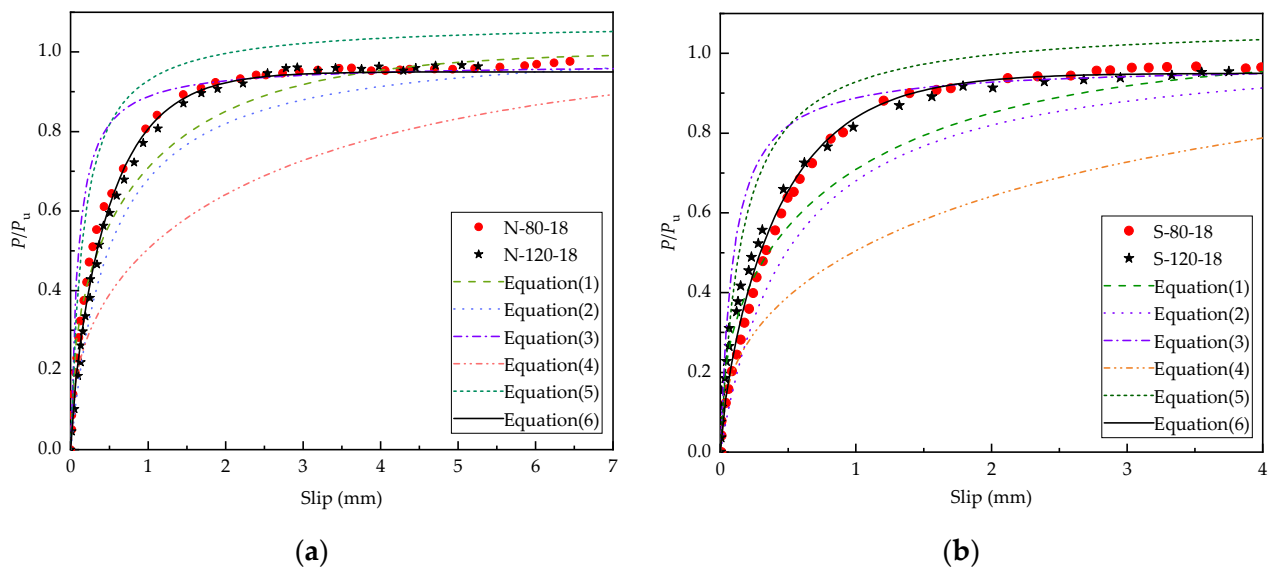 1.0
0.8
0.6
0.4
0.2
0.0
P/Pu
N-80-18
N-120-18
Equation(1)
Equation(2)
Equation(3)
Equation(4)
Equation(5)
Equation(6)
0 1 2 3 4 5 6 7
Slip (mm)
(a)
1.0
0.8
0.6
0.4
0.2
0.0
P/Pu
S-80-18
S-120-18
Equation(1)
Equation(2)
Equation(3)
Equation(4)
Equation(5)
Equation(6)
0 1 2 3 4
Slip (mm)
(b)